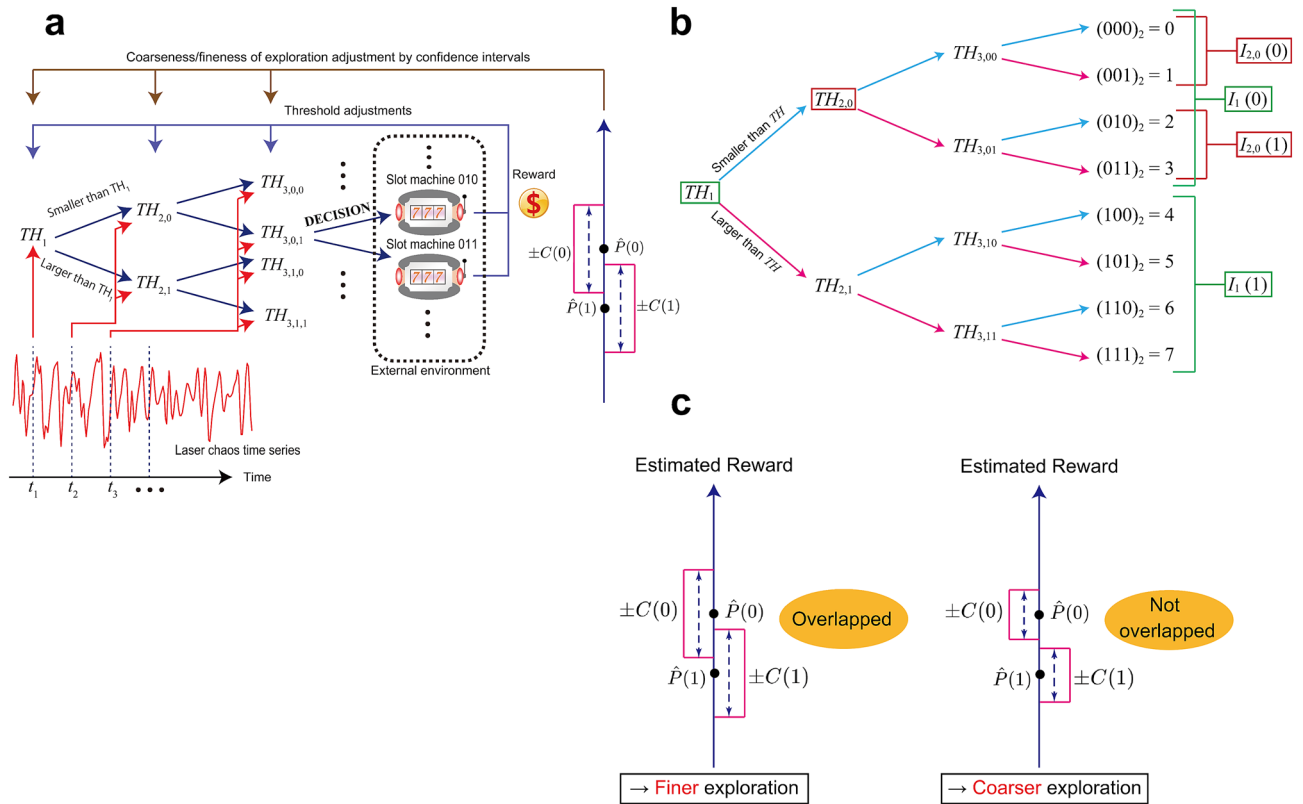 a
Coarseness/fineness of exploration adjustment by confidence intervals
Threshold adjustments
Smaller than TH₁
Larger than TH₁
TH₁
TH₂,₀
TH₂,₁
TH₃,₀,₀
TH₃,₀,₁
TH₃,₁,₀
TH₃,₁,₁
DECISION
Slot machine 010
777
Slot machine 011
777
External environment
Reward
$
±C(0)
P̂(0)
P̂(1)
±C(1)
Laser chaos time series
Time
t₁ t₂ t₃
b
TH₁
Smaller than TH
Larger than TH
TH₂,₀
TH₂,₁
TH₃,₀₀
TH₃,₀₁
TH₃,₁₀
TH₃,₁₁
(000)₂ = 0
(001)₂ = 1
(010)₂ = 2
(011)₂ = 3
(100)₂ = 4
(101)₂ = 5
(110)₂ = 6
(111)₂ = 7
I₂,₀ (0)
I₁ (0)
I₂,₀ (1)
I₁ (1)
c
Estimated Reward
±C(0)
P̂(0)
Overlapped
P̂(1)
±C(1)
→ Finer exploration
Estimated Reward
±C(0)
P̂(0)
Not
overlapped
P̂(1)
±C(1)
→ Coarser exploration